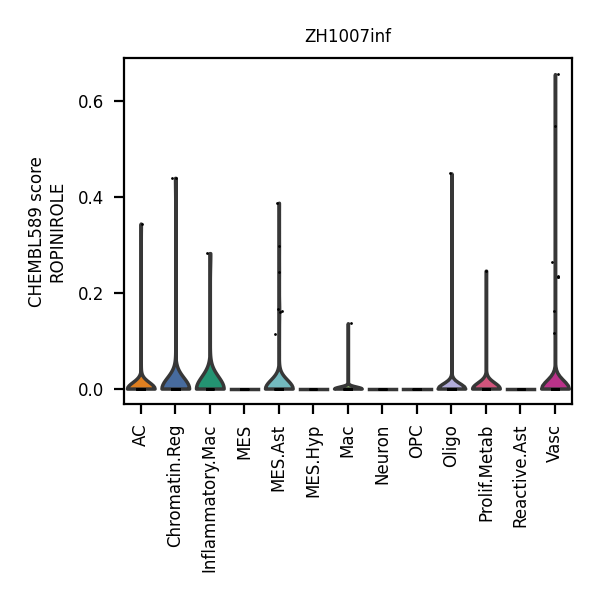 ZH1007inf
CHEMBL589 score
ROPINIROLE
0.6
0.4
0.2
0.0
AC
Chromatin.Reg
Inflammatory.Mac
MES
MES.Ast
MES.Hyp
Mac
Neuron
OPC
Oligo
Prolif.Metab
Reactive.Ast
Vasc